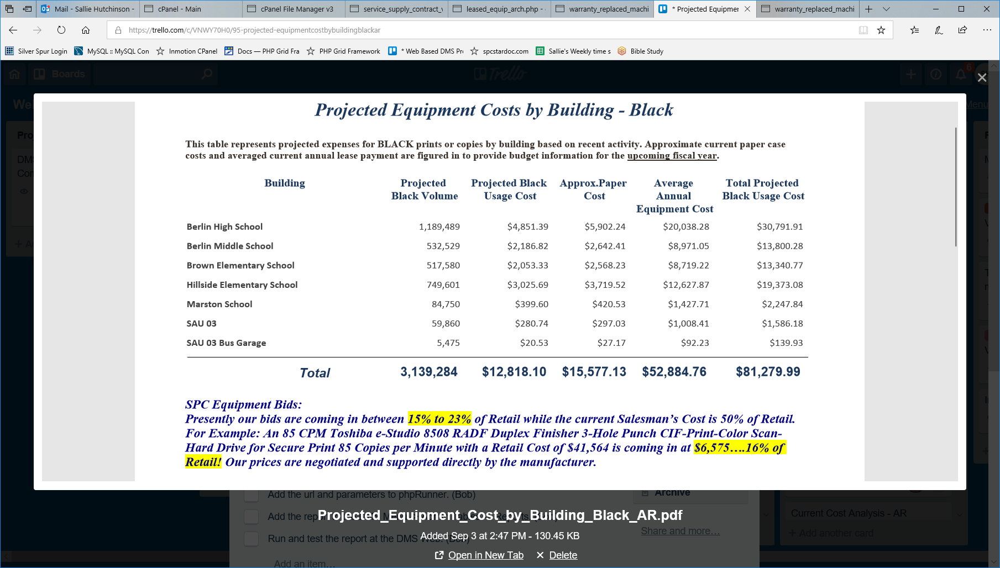 Mail - Sallie Hutchinson -
cPanel - Main
cPanel File Manager v3
service_supply_contract_
leased_equip_arch.php -
warranty_replaced_machi
* Projected Equipmer
warranty_replaced_machi
https://trello.com/c/VNWY70H0/95-projected-equipmentcostbybuildingblackar
Silver Spur Login
MySQL :: MySQL Con
Inmotion CPanel
Docs — PHP Grid Fra
PHP Grid Framework
* Web Based DMS Pr
spcstardoc.com
Sallie's Weekly time s
Bible Study
Boards
Trello
6
Menu
Projected Equipment Costs by Building - Black
This table represents projected expenses for BLACK prints or copies by building based on recent activity. Approximate current paper case
costs and averaged current annual lease payment are figured in to provide budget information for the upcoming fiscal year.
Building Projected Black Volume Projected Black Usage Cost Approx.Paper Cost Average Annual Equipment Cost Total Projected Black Usage Cost
Berlin High School 1,189,489 $4,851.39 $5,902.24 $20,038.28 $30,791.91
Berlin Middle School 532,529 $2,186.82 $2,642.41 $8,971.05 $13,800.28
Brown Elementary School 517,580 $2,053.33 $2,568.23 $8,719.22 $13,340.77
Hillside Elementary School 749,601 $3,025.69 $3,719.52 $12,627.87 $19,373.08
Marston School 84,750 $399.60 $420.53 $1,427.71 $2,247.84
SAU 03 59,860 $280.74 $297.03 $1,008.41 $1,586.18
SAU 03 Bus Garage 5,475 $20.53 $27.17 $92.23 $139.93
Total 3,139,284 $12,818.10 $15,577.13 $52,884.76 $81,279.99
SPC Equipment Bids:
Presently our bids are coming in between 15% to 23% of Retail while the current Salesman’s Cost is 50% of Retail.
For Example: An 85 CPM Toshiba e-Studio 8508 RADF Duplex Finisher 3-Hole Punch CIF-Print-Color Scan-
Hard Drive for Secure Print 85 Copies per Minute with a Retail Cost of $41,564 is coming in at $6,575….16% of
Retail! Our prices are negotiated and supported directly by the manufacturer.
Add the url and parameters to phpRunner. (Bob)
Archive
Projected_Equipment_Cost_by_Building_Black_AR.pdf
Add the
Current Cost Analysis - AR
Added Sep 3 at 2:47 PM - 130.45 KB
Share and more…
+ Add another card
Run and test the report at the DMS Web. (Bob)
Open in New Tab
Delete
Add an item…